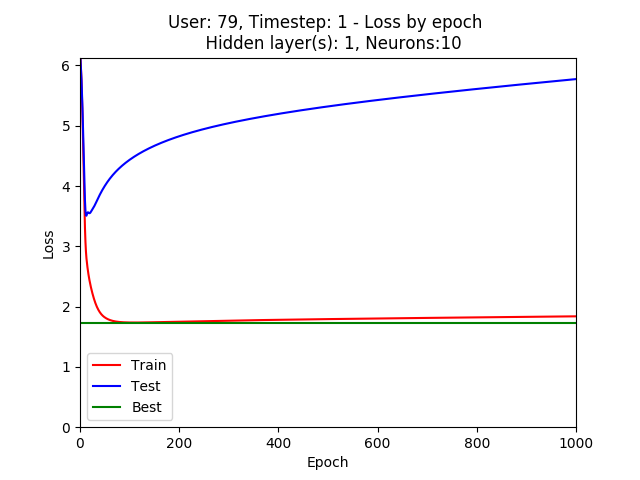 User: 79, Timestep: 1 - Loss by epoch
Hidden layer(s): 1, Neurons:10
6
5
4
3
2
1
0
Loss
Train
Test
Best
0 200 400 600 800 1000
Epoch